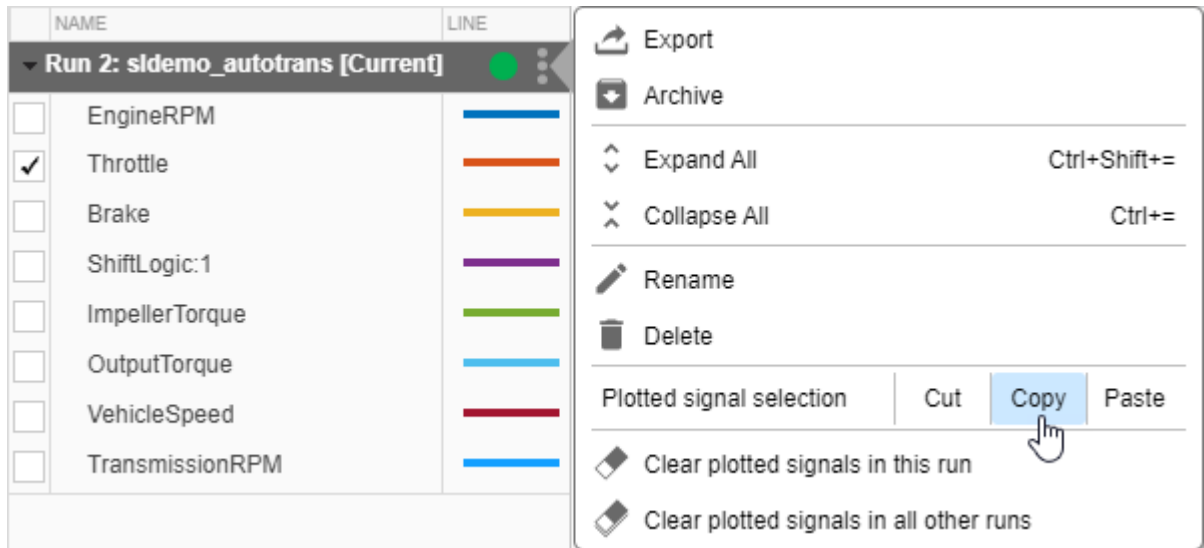 NAME LINE
Run 2: sldemo_autotrans [Current]
EngineRPM
Throttle
Brake
ShiftLogic:1
ImpellerTorque
OutputTorque
VehicleSpeed
TransmissionRPM
Export
Archive
Expand All Ctrl+Shift+=
Collapse All Ctrl+=
Rename
Delete
Plotted signal selection Cut Copy Paste
Clear plotted signals in this run
Clear plotted signals in all other runs